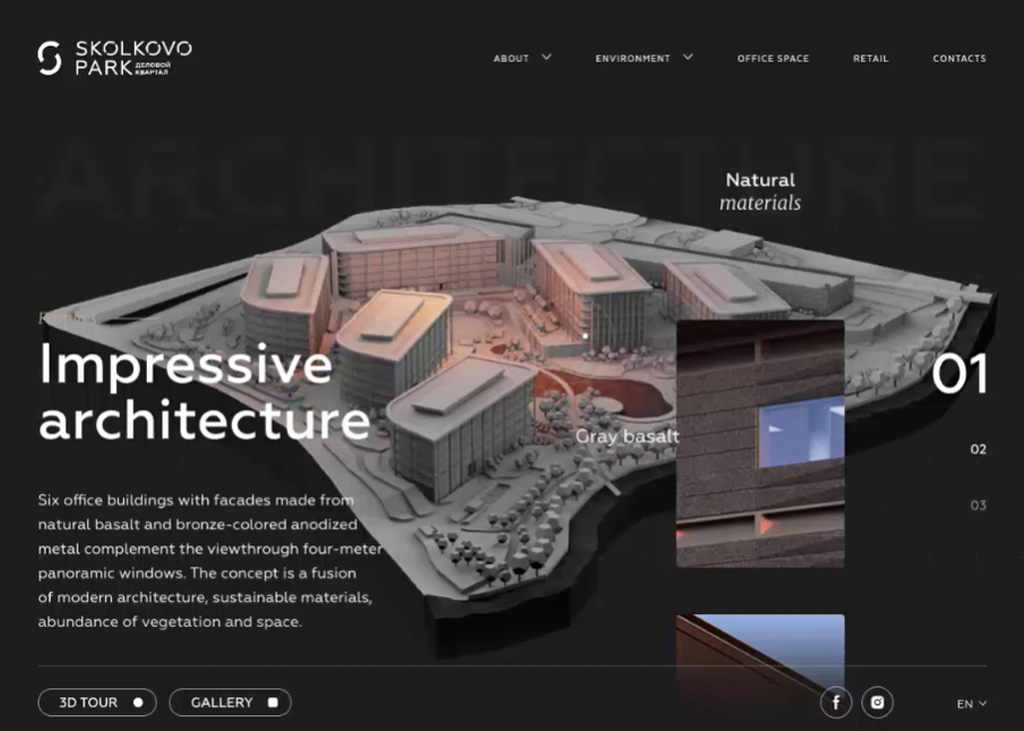 SKOLKOVO
PARK ДЕЛОВОЙ
КВАРТАЛ
ABOUT
ENVIRONMENT
OFFICE SPACE
RETAIL
CONTACTS
ARCHITECTURE
Natural
materials
Impressive
architecture
01
Gray basalt
02
03
Six office buildings with facades made from
natural basalt and bronze-colored anodized
metal complement the viewthrough four-meter
panoramic windows. The concept is a fusion
of modern architecture, sustainable materials,
abundance of vegetation and space.
3D TOUR
GALLERY
EN